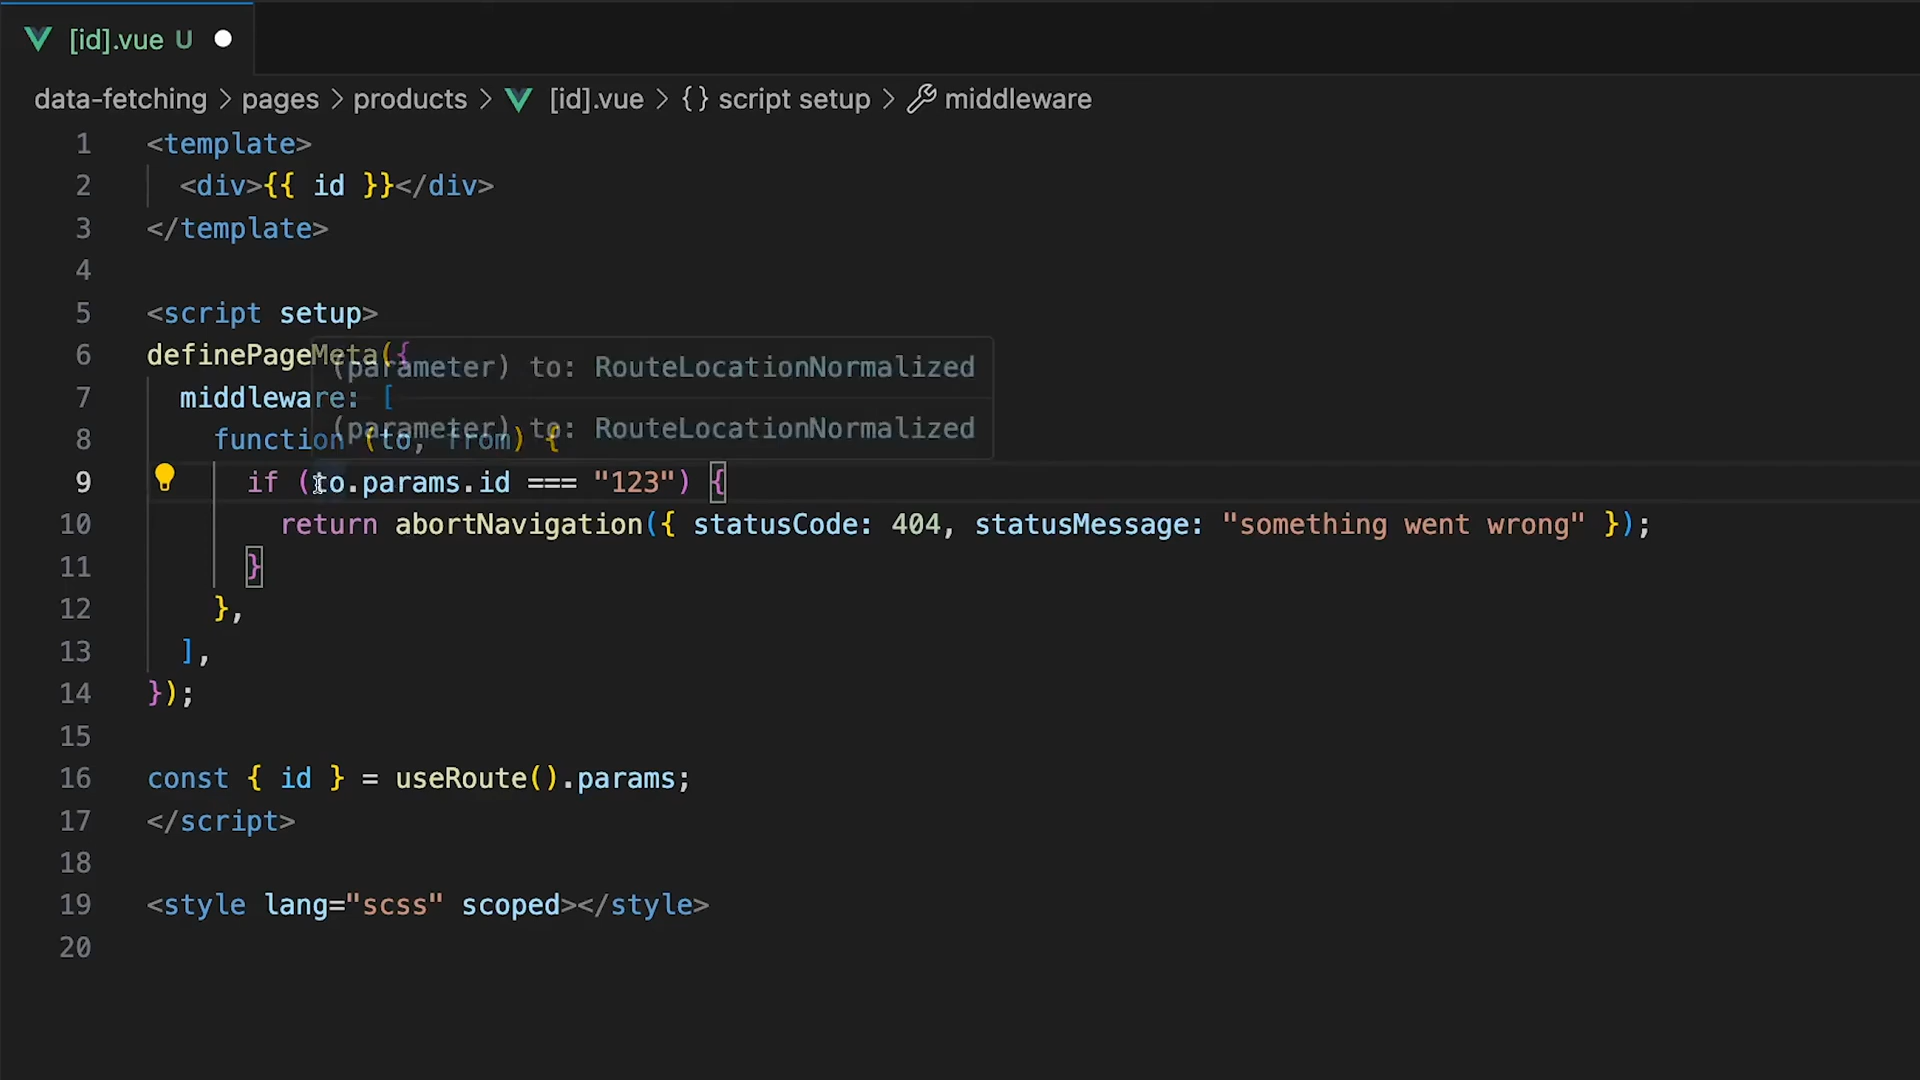 [id].vue U
data-fetching > pages > products > [id].vue > {} script setup > middleware
1 <template>
2 <div>{{ id }}</div>
3 </template>
4
5 <script setup>
6 definePageMeta({
(parameter) to: RouteLocationNormalized
7 middleware: [
(parameter) to: RouteLocationNormalized
8 function (to, from) {
9 if (to.params.id === "123") {
10 return abortNavigation({ statusCode: 404, statusMessage: "something went wrong" });
11 }
12 },
13 ],
14 });
15
16 const { id } = useRoute().params;
17 </script>
18
19 <style lang="scss" scoped></style>
20